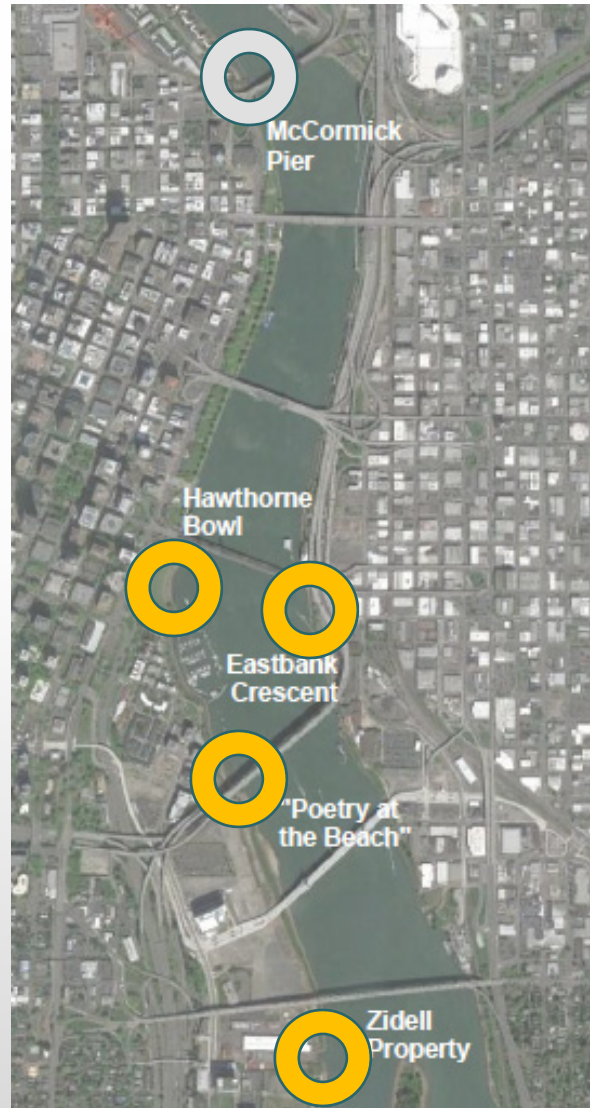 McCormick
Pier
Hawthorne
Bowl
Eastbank
Crescent
"Poetry at
the Beach"
Zidell
Property